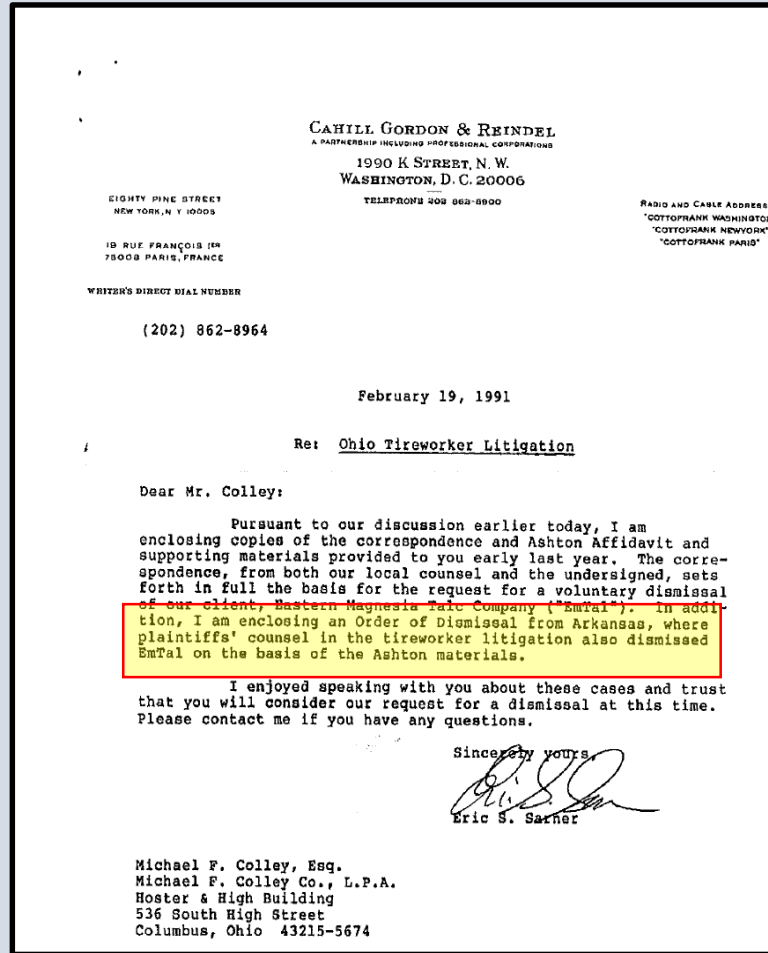 CAHILL GORDON & REINDEL
A PARTNERSHIP INCLUDING PROFESSIONAL CORPORATIONS
1990 K STREET, N. W.
WASHINGTON, D. C. 20006
TELEPHONE 202 862-8900
EIGHTY PINE STREET
NEW YORK, N Y 10005
19 RUE FRANÇOIS IER
75008 PARIS, FRANCE
RADIO AND CABLE ADDRESS
"COTTOFRANK WASHINGTON
"COTTOFRANK NEWYORK"
"COTTOFRANK PARIS"
WRITER'S DIRECT DIAL NUMBER
(202) 862-8964
February 19, 1991
Re: Ohio Tireworker Litigation
Dear Mr. Colley:
Pursuant to our discussion earlier today, I am
enclosing copies of the correspondence and Ashton Affidavit and
supporting materials provided to you early last year. The corre-
spondence, from both our local counsel and the undersigned, sets
forth in full the basis for the request for a voluntary dismissal
of our client, Eastern Magnesia Talc Company ("EmTal"). In addi-
tion, I am enclosing an Order of Dismissal from Arkansas, where
plaintiffs' counsel in the tireworker litigation also dismissed
EmTal on the basis of the Ashton materials.
I enjoyed speaking with you about these cases and trust
that you will consider our request for a dismissal at this time.
Please contact me if you have any questions.
Sincerely yours,
Eric S. Sarner
Michael F. Colley, Esq.
Michael F. Colley Co., L.P.A.
Hoster & High Building
536 South High Street
Columbus, Ohio 43215-5674